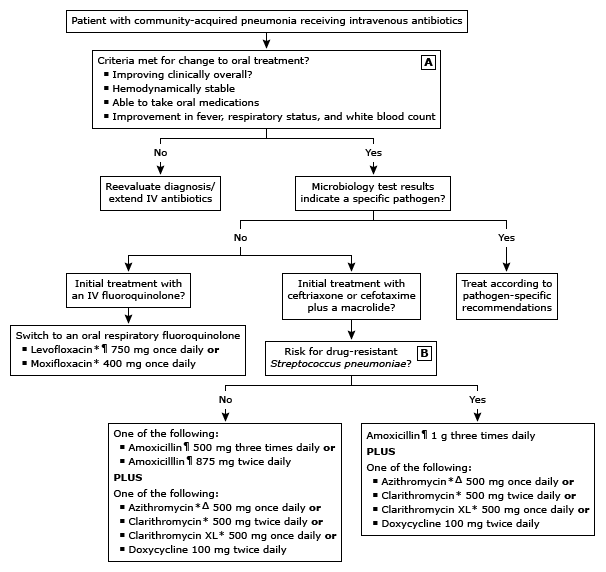 Patient with community-acquired pneumonia receiving intravenous antibiotics
Criteria met for change to oral treatment?
A
▪ Improving clinically overall?
▪ Hemodynamically stable
▪ Able to take oral medications
▪ Improvement in fever, respiratory status, and white blood count
No
Yes
Reevaluate diagnosis/
extend IV antibiotics
Microbiology test results
indicate a specific pathogen?
No
Yes
Initial treatment with
an IV fluoroquinolone?
Initial treatment with
ceftriaxone or cefotaxime
plus a macrolide?
Treat according to
pathogen-specific
recommendations
Switch to an oral respiratory fluoroquinolone
▪ Levofloxacin*¶ 750 mg once daily or
▪ Moxifloxacin* 400 mg once daily
Risk for drug-resistant
Streptococcus pneumoniae?
B
No
Yes
One of the following:
▪ Amoxicillin¶ 500 mg three times daily or
▪ Amoxicilllin¶ 875 mg twice daily
PLUS
One of the following:
▪ Azithromycin*Δ 500 mg once daily or
▪ Clarithromycin* 500 mg twice daily or
▪ Clarithromycin XL* 500 mg once daily or
▪ Doxycycline 100 mg twice daily
Amoxicillin¶ 1 g three times daily
PLUS
One of the following:
▪ Azithromycin*Δ 500 mg once daily or
▪ Clarithromycin* 500 mg twice daily or
▪ Clarithromycin XL* 500 mg once daily or
▪ Doxycycline 100 mg twice daily